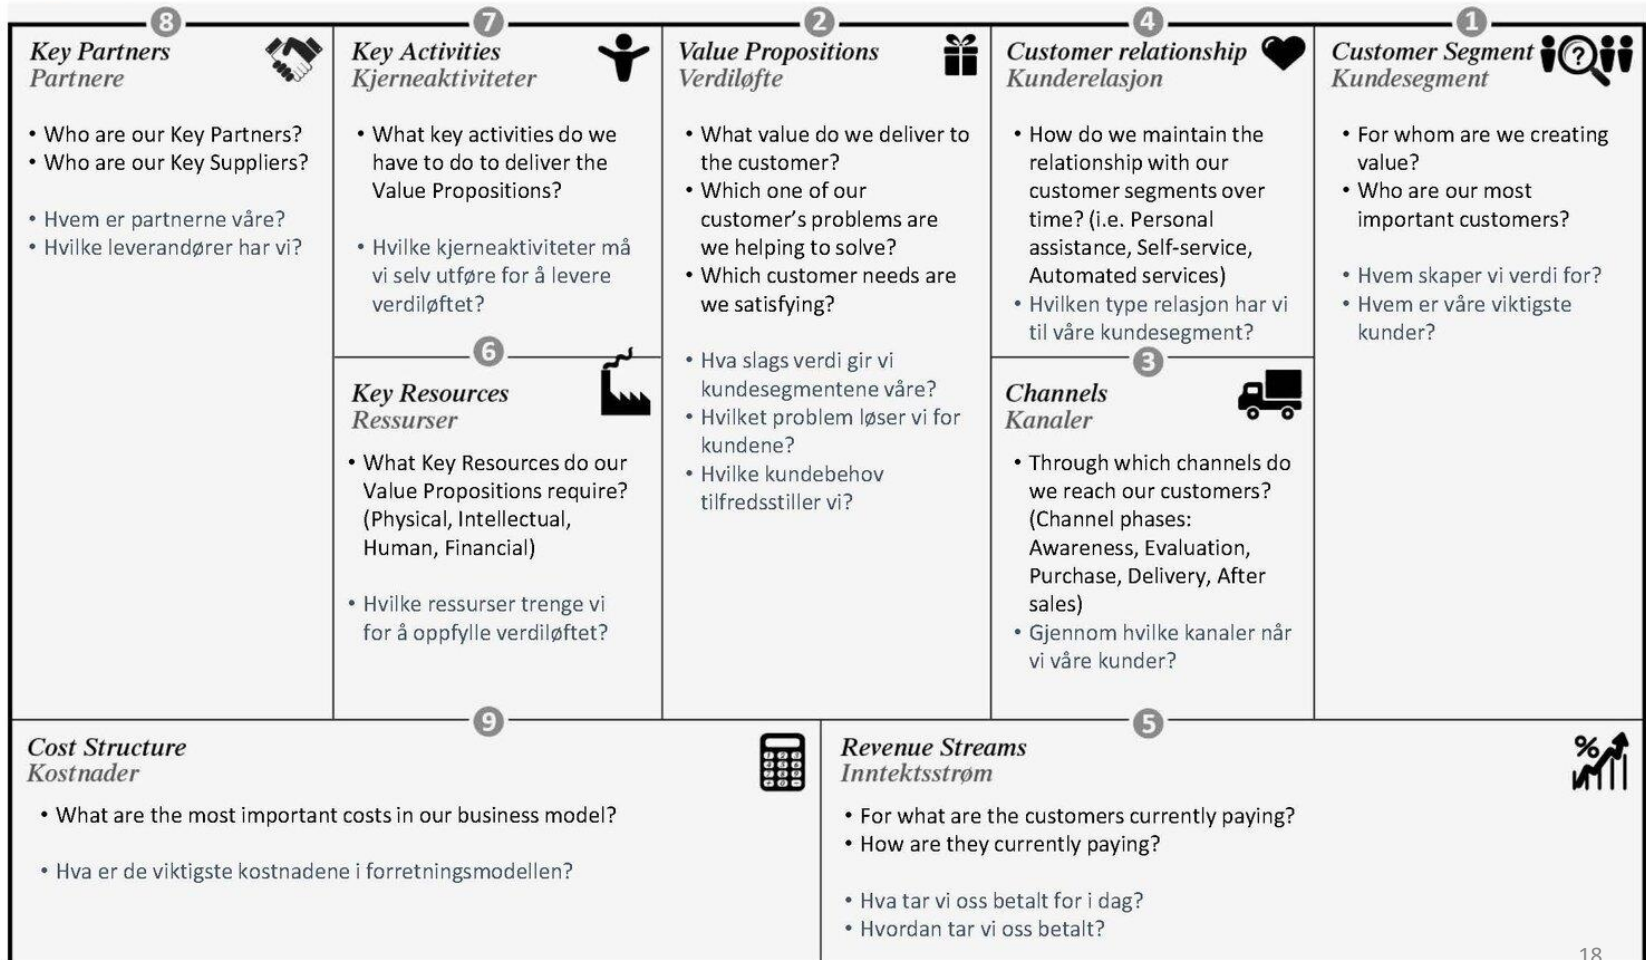 8
Key Partners
Partnere
• Who are our Key Partners?
• Who are our Key Suppliers?
• Hvem er partnerne våre?
• Hvilke leverandører har vi?
7
Key Activities
Kjerneaktiviteter
• What key activities do we
have to do to deliver the
Value Propositions?
• Hvilke kjerneaktiviteter må
vi selv utføre for å levere
verdiløftet?
6
Key Resources
Ressurser
• What Key Resources do our
Value Propositions require?
(Physical, Intellectual,
Human, Financial)
• Hvilke ressurser trenge vi
for å oppfylle verdiløftet?
2
Value Propositions
Verdiløfte
• What value do we deliver to
the customer?
• Which one of our
customer’s problems are
we helping to solve?
• Which customer needs are
we satisfying?
• Hva slags verdi gir vi
kundesegmentene våre?
• Hvilket problem løser vi for
kundene?
• Hvilke kundebehov
tilfredsstiller vi?
4
Customer relationship
Kunderelasjon
• How do we maintain the
relationship with our
customer segments over
time? (i.e. Personal
assistance, Self-service,
Automated services)
• Hvilken type relasjon har vi
til våre kundesegment?
3
Channels
Kanaler
• Through which channels do
we reach our customers?
(Channel phases:
Awareness, Evaluation,
Purchase, Delivery, After
sales)
• Gjennom hvilke kanaler når
vi våre kunder?
1
Customer Segment
?
Kundesegment
• For whom are we creating
value?
• Who are our most
important customers?
• Hvem skaper vi verdi for?
• Hvem er våre viktigste
kunder?
9
Cost Structure
Kostnader
• What are the most important costs in our business model?
• Hva er de viktigste kostnadene i forretningsmodellen?
5
Revenue Streams
%
Inntektsstrøm
• For what are the customers currently paying?
• How are they currently paying?
• Hva tar vi oss betalt for i dag?
• Hvordan tar vi oss betalt?
18